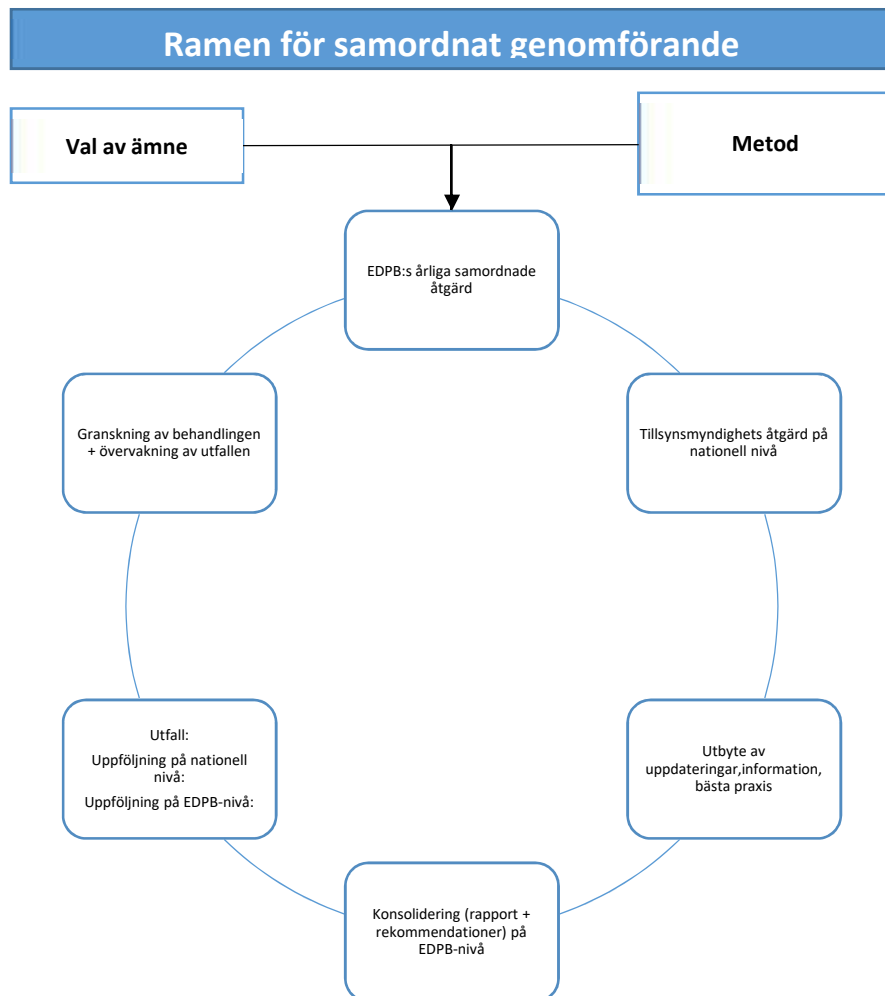 Ramen för samordnat genomförande
Val av ämne
Metod
EDPB:s årliga samordnade
åtgärd
Tillsynsmyndighets åtgärd på
nationell nivå
Utbyte av
uppdateringar,information,
bästa praxis
Konsolidering (rapport +
rekommendationer) på
EDPB-nivå
Utfall:
Uppföljning på nationell
nivå:
Uppföljning på EDPB-nivå:
Granskning av behandlingen
+ övervakning av utfallen